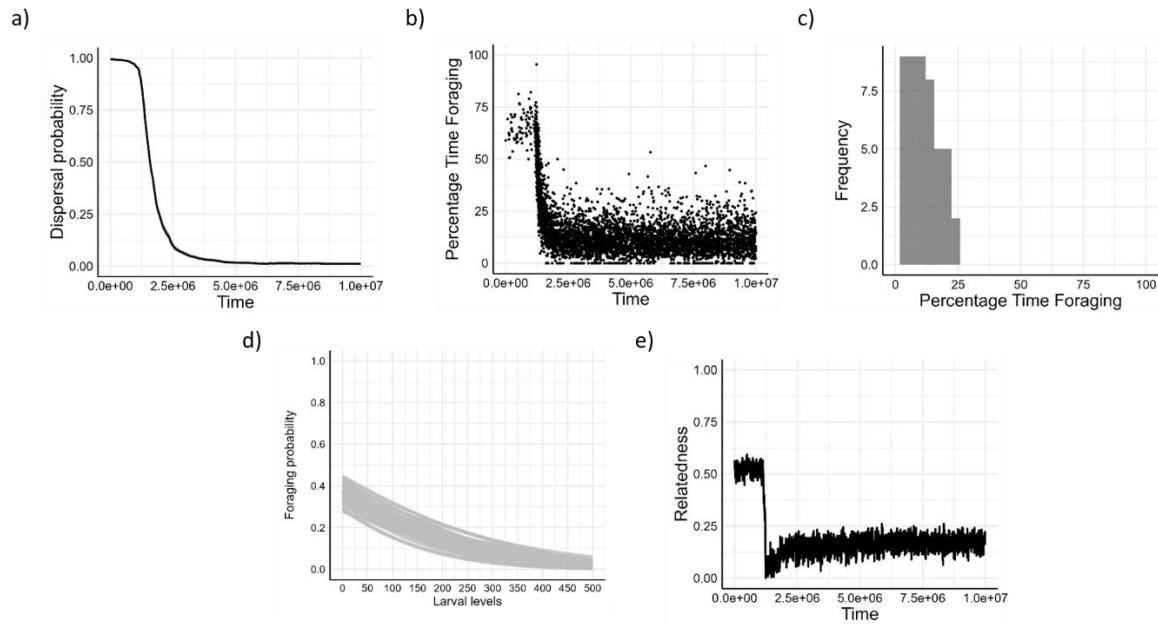 a)
Dispersal probability
1.00
0.75
0.50
0.25
0.00
0.0e+00 2.5e+06 5.0e+06 7.5e+06 1.0e+07
Time
b)
Percentage Time Foraging
100
75
50
25
0
0.0e+00 2.5e+06 5.0e+06 7.5e+06 1.0e+07
Time
c)
Frequency
7.5
5.0
2.5
0.0
0 25 50 75 100
Percentage Time Foraging
d)
Foraging probability
1.0
0.8
0.6
0.4
0.2
0.0
0 50 100 150 200 250 300 350 400 450 500
Larval levels
e)
Relatedness
1.00
0.75
0.50
0.25
0.00
0.0e+00 2.5e+06 5.0e+06 7.5e+06 1.0e+07
Time